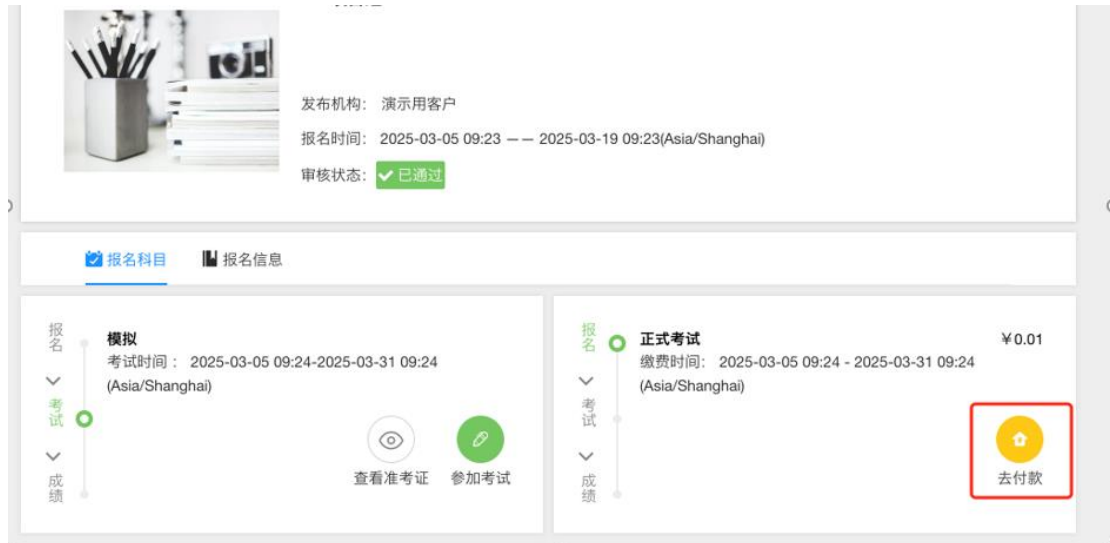 发布机构： 演示用客户
报名时间： 2025-03-05 09:23 —— 2025-03-19 09:23(Asia/Shanghai)
审核状态： 已通过
报名科目 报名信息
报名
考试
成绩
模拟
考试时间 ： 2025-03-05 09:24-2025-03-31 09:24
(Asia/Shanghai)
查看准考证 参加考试
报名
考试
成绩
正式考试 ￥0.01
缴费时间： 2025-03-05 09:24 - 2025-03-31 09:24
(Asia/Shanghai)
去付款